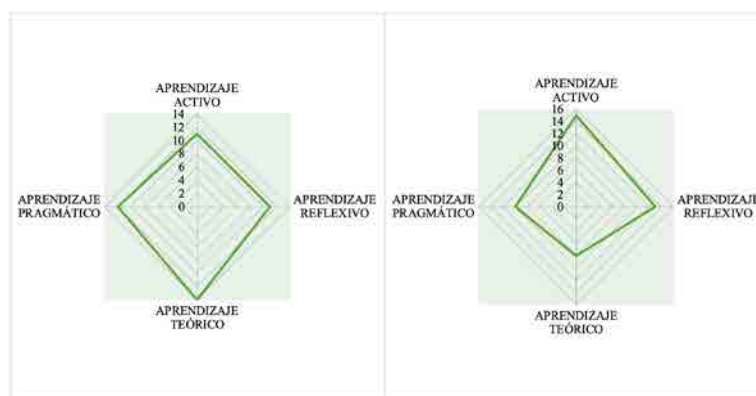 APRENDIZAJE
ACTIVO
14
12
10
8
6
4
2
0
APRENDIZAJE
PRAGMÁTICO
APRENDIZAJE
REFLEXIVO
APRENDIZAJE
TEÓRICO
APRENDIZAJE
ACTIVO
16
14
12
10
8
6
4
2
0
APRENDIZAJE
PRAGMÁTICO
APRENDIZAJE
REFLEXIVO
APRENDIZAJE
TEÓRICO